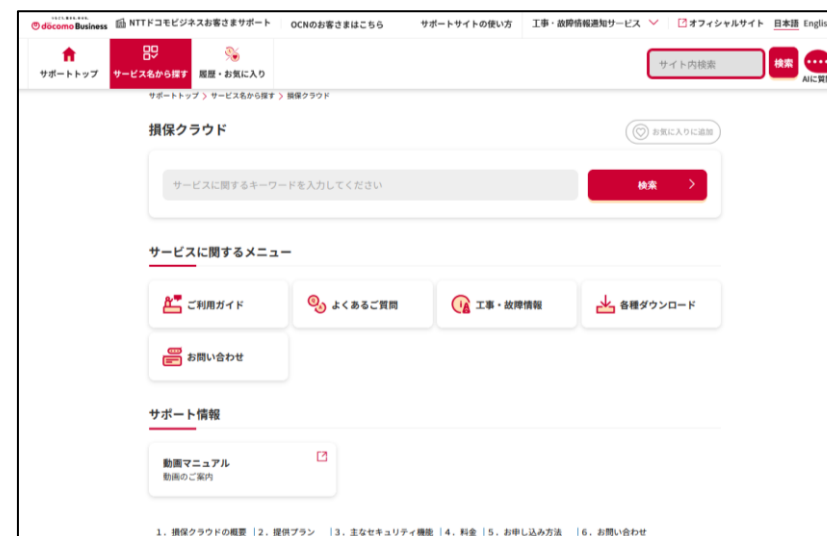 döcomo Business NTTドコモビジネスお客さまサポート OCNのお客さまはこちら サポートサイトの使い方 工事・故障情報通知サービス オフィシャルサイト 日本語 Englis
サポートトップ サービス名から探す 履歴・お気に入り サイト内検索 検索
AIに質
サポートトップ > サービス名から探す > 損保クラウド
損保クラウド
お気に入りに追加
サービスに関するキーワードを入力してください 検索
サービスに関するメニュー
ご利用ガイド よくあるご質問 工事・故障情報 各種ダウンロード
お問い合わせ
サポート情報
動画マニュアル
動画のご案内
1. 損保クラウドの概要 | 2. 提供プラン | 3. 主なセキュリティ機能 | 4. 料金 | 5. お申し込み方法 | 6. お問い合わせ